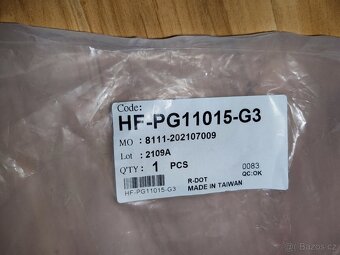 Code:
HF-PG11015-G3
MO : 8111-202107009
Lot : 2109A
Q'TY : 1 PCS
0083
QC:OK
HF-PG11015-G3
R-DOT
MADE IN TAIWAN
© Bazos.cz